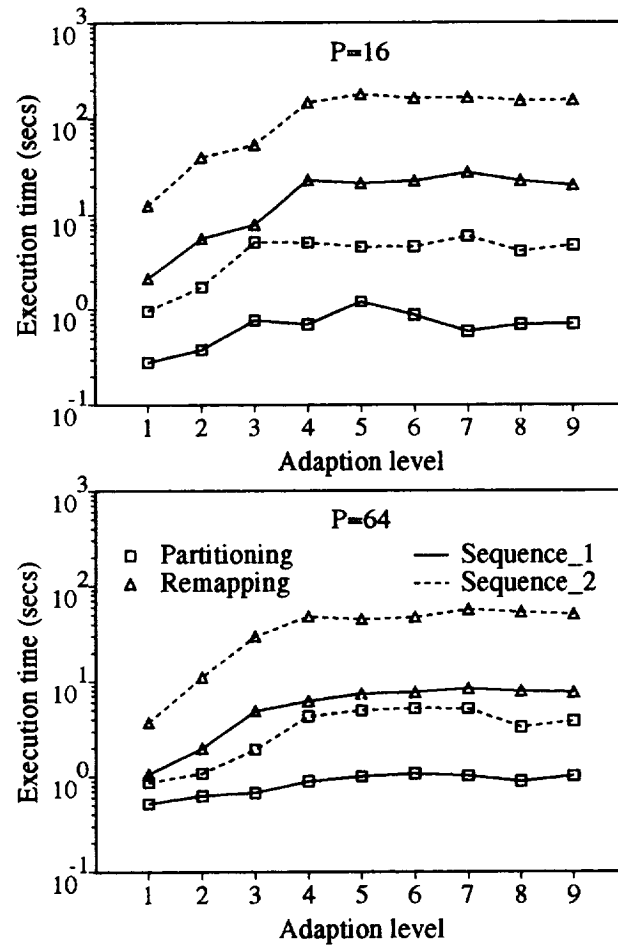 P=16
Execution time (secs)
10^3
10^2
10^1
10^0
10^-1
1 2 3 4 5 6 7 8 9
Adaption level
P=64
Partitioning
Remapping
Sequence_1
Sequence_2
Execution time (secs)
10^3
10^2
10^1
10^0
10^-1
1 2 3 4 5 6 7 8 9
Adaption level